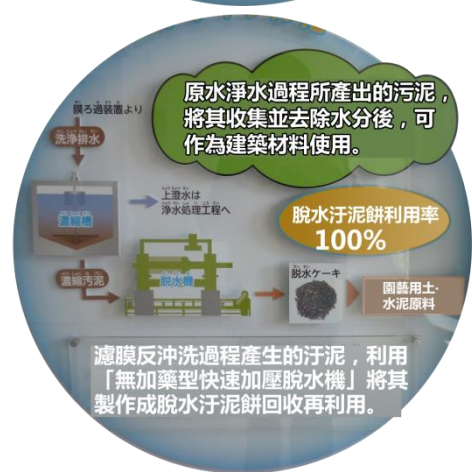 原水淨水過程所產出的污泥，
將其收集並去除水分後，可
作為建築材料使用。
膜ろ過装置より
洗浄排水
上澄水は
浄水処理工程へ
濃縮槽
脫水汙泥餅利用率
100%
濃縮汚泥
脱水機
脱水ケーキ
園藝用土·
水泥原料
濾膜反沖洗過程產生的汙泥，利用
「無加藥型快速加壓脫水機」將其
製作成脫水汙泥餅回收再利用。